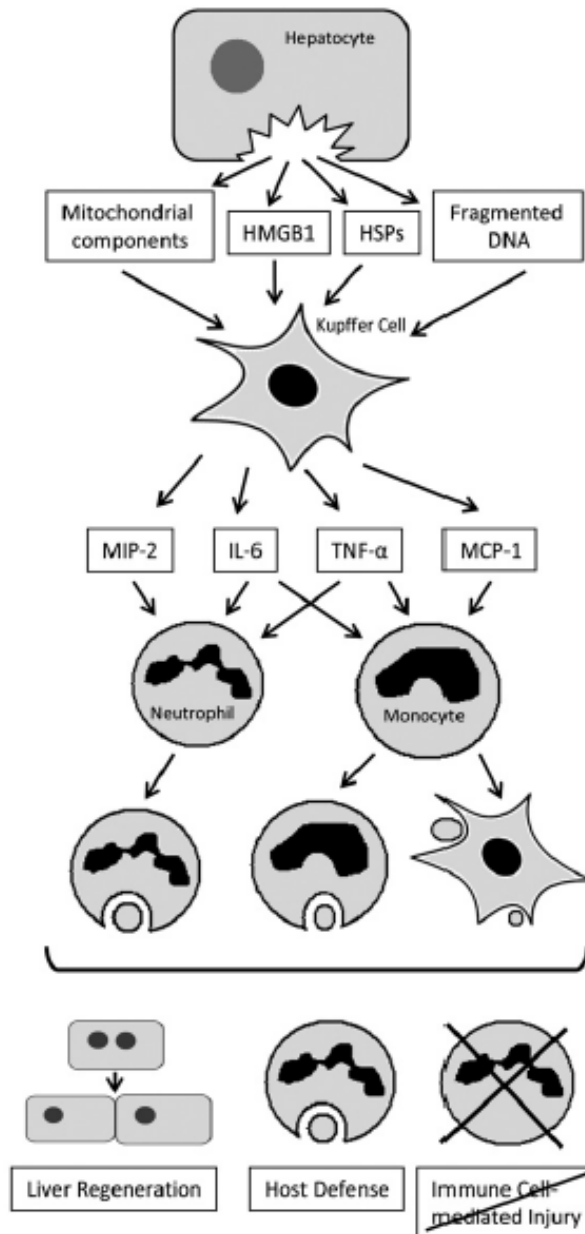 Hepatocyte
Mitochondrial
components
HMGB1
HSPs
Fragmented
DNA
Kupffer Cell
MIP-2
IL-6
TNF-α
MCP-1
Neutrophil
Monocyte
Liver Regeneration
Host Defense
Immune Cell-
mediated Injury